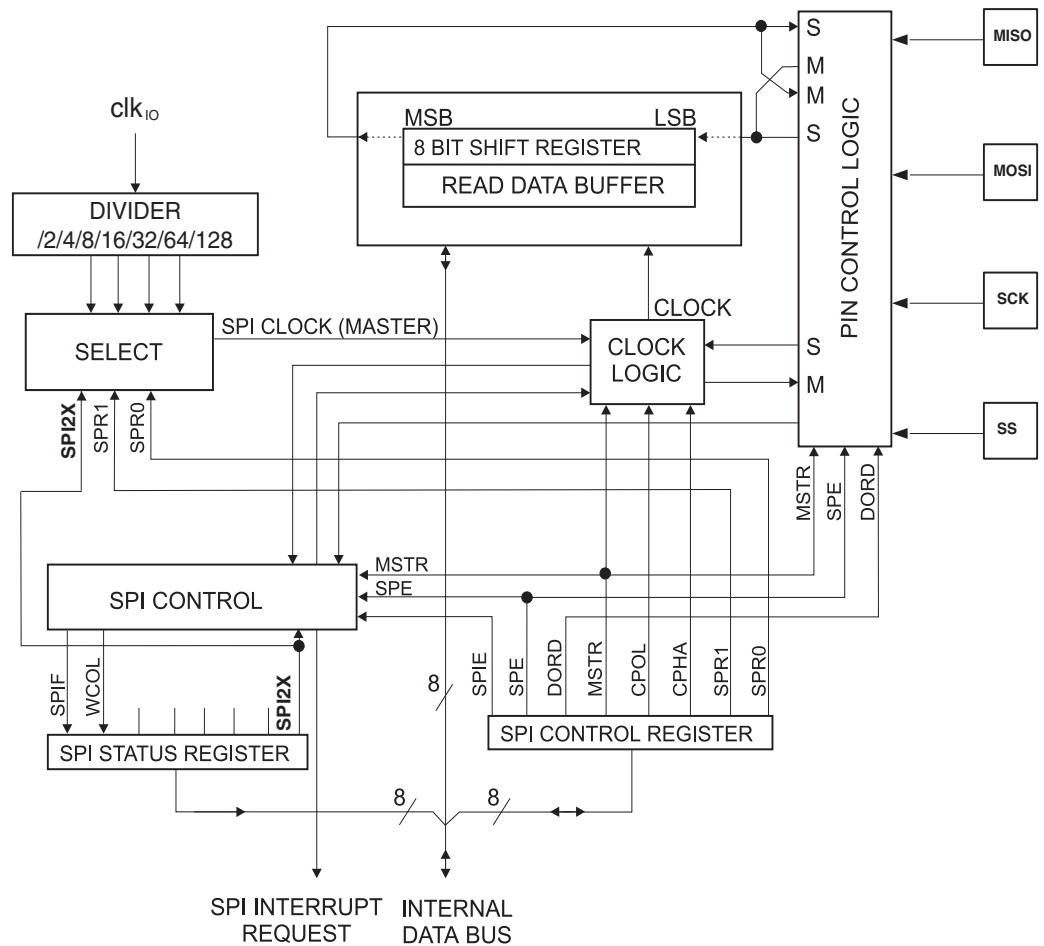 S
MISO
M
clk IO
MSB
LSB
M
8 BIT SHIFT REGISTER
S
READ DATA BUFFER
MOSI
DIVIDER
/2/4/8/16/32/64/128
PIN CONTROL LOGIC
SCK
CLOCK
SPI CLOCK (MASTER)
SELECT
CLOCK
LOGIC
S
M
SPI2X
SPR1
SPR0
SS
MSTR
SPE
DORD
MSTR
SPE
SPI CONTROL
SPIF
WCOL
SPI2X
8
SPIE
SPE
DORD
MSTR
CPOL
CPHA
SPR1
SPR0
SPI STATUS REGISTER
SPI CONTROL REGISTER
8
8
SPI INTERRUPT
REQUEST
INTERNAL
DATA BUS